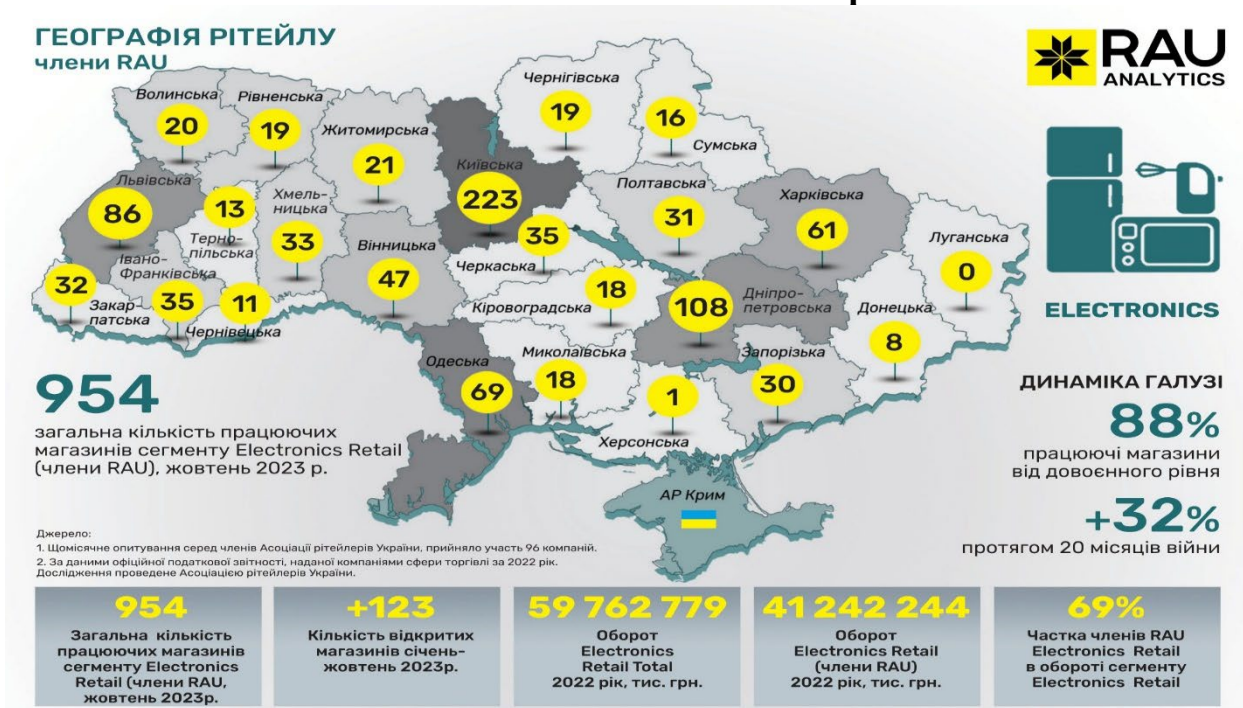 ГЕОГРАФІЯ РІТЕЙЛУ
члени RAU
RAU
ANALYTICS
Волинська
20
Рівненська
19
Житомирська
21
Київська
223
Чернігівська
19
16
Сумська
Львівська
86
13
Терно-
пільська
Хмель-
ницька
33
Вінницька
47
35
Черкаська
Полтавська
31
Харківська
61
Луганська
0
32
Закар-
патська
Івано-
Франківська
35
11
Чернівецька
Кіровоградська
18
108
Дніпро-
петровська
Донецька
8
Одеська
69
Миколаївська
18
1
Херсонська
Запорізька
30
АР Крим
ELECTRONICS
954
загальна кількість працюючих
магазинів сегменту Electronics Retail
(члени RAU), жовтень 2023 р.
ДИНАМІКА ГАЛУЗІ
88%
працюючі магазини
від довоєнного рівня
+32%
протягом 20 місяців війни
Джерело:
1. Щомісячне опитування серед членів Асоціації рітейлерів України, прийняло участь 96 компаній.
2. За даними офіційної податкової звітності, наданої компаніями сфери торгівлі за 2022 рік.
Дослідження проведене Асоціацією рітейлерів України.
954
Загальна кількість
працюючих магазинів
сегменту Electronics
Retail (члени RAU,
жовтень 2023р.
+123
Кількість відкритих
магазинів січень-
жовтень 2023р.
59 762 779
Оборот
Electronics
Retail Total
2022 рік, тис. грн.
41 242 244
Оборот
Electronics Retail
(члени RAU)
2022 рік, тис. грн.
69%
Частка членів RAU
Electronics Retail
в обороті сегменту
Electronics Retail